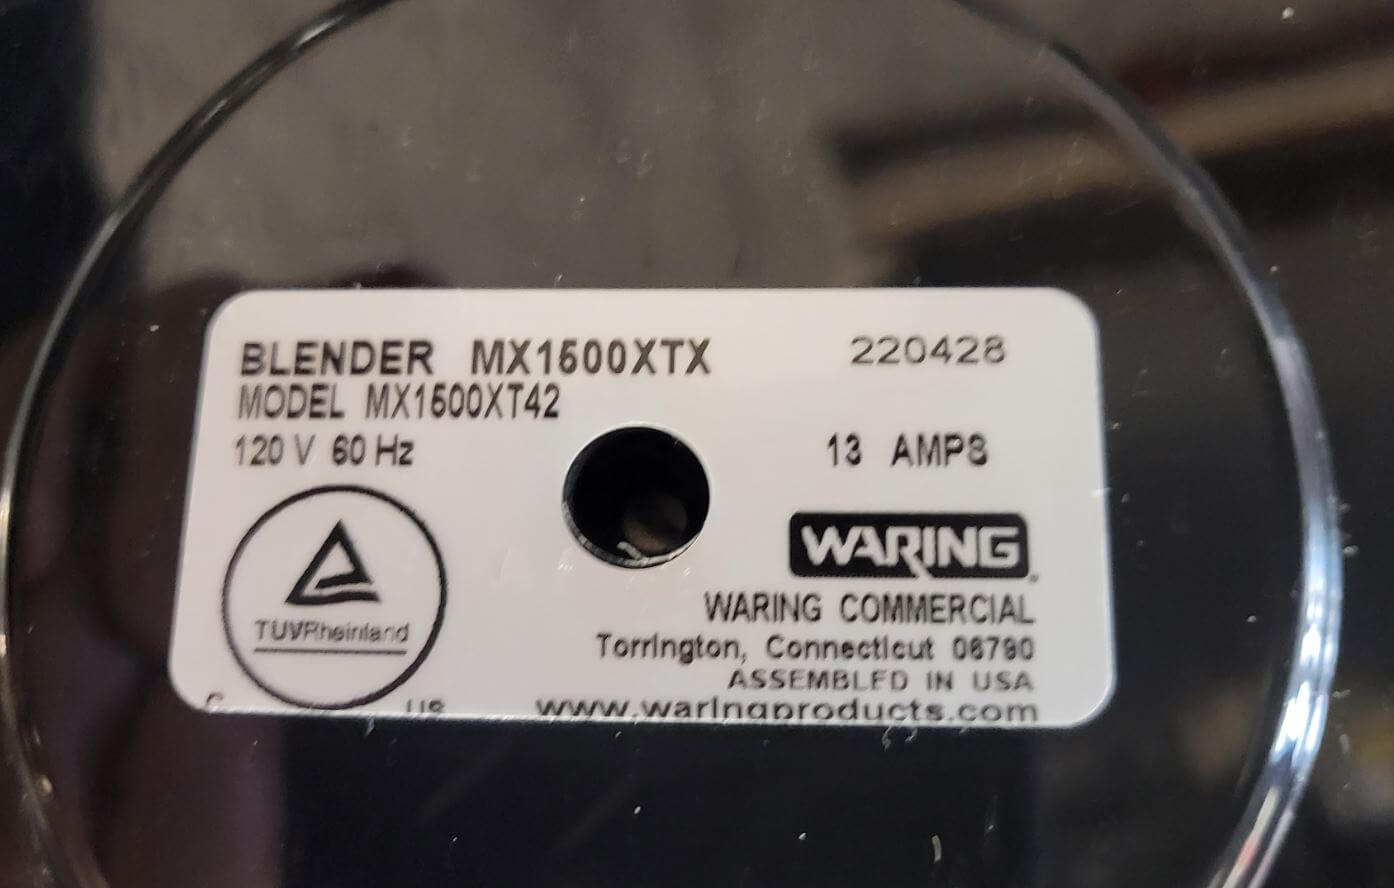 BLENDER MX1500XTX 220428
MODEL MX1500XT42
120 V 60 Hz 13 AMPS
WARING
TUVRheinland
WARING COMMERCIAL
Torrington, Connecticut 06790
ASSEMBLED IN USA
C US www.waringproducts.com